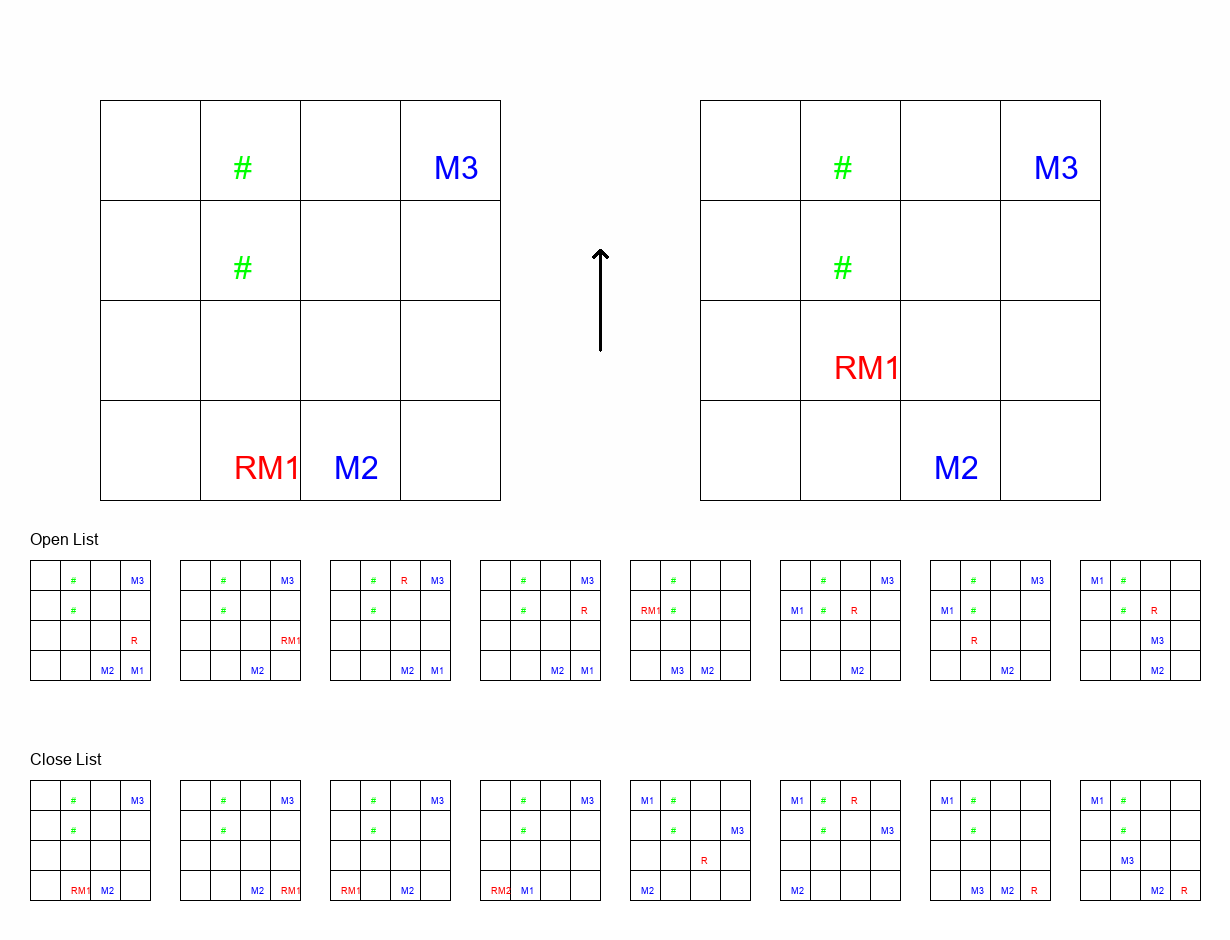 # M3 # M3
# #
RM1
RM1 M2 M2
Open List
# M3 # M3 # R M3 # M3 # # M3 # M3 M1 #
# # # # R RM1 # M1 # R M1 # # R
R RM1 R M3
M2 M1 M2 M2 M1 M2 M1 M3 M2 M2 M2 M2
Close List
# M3 # M3 # M3 # M3 M1 # M1 # R M1 # M1 #
# # # # # M3 # M3 # #
R M3
RM1 M2 M2 RM1 RM1 M2 RM2 M1 M2 M2 M3 M2 R M2 R